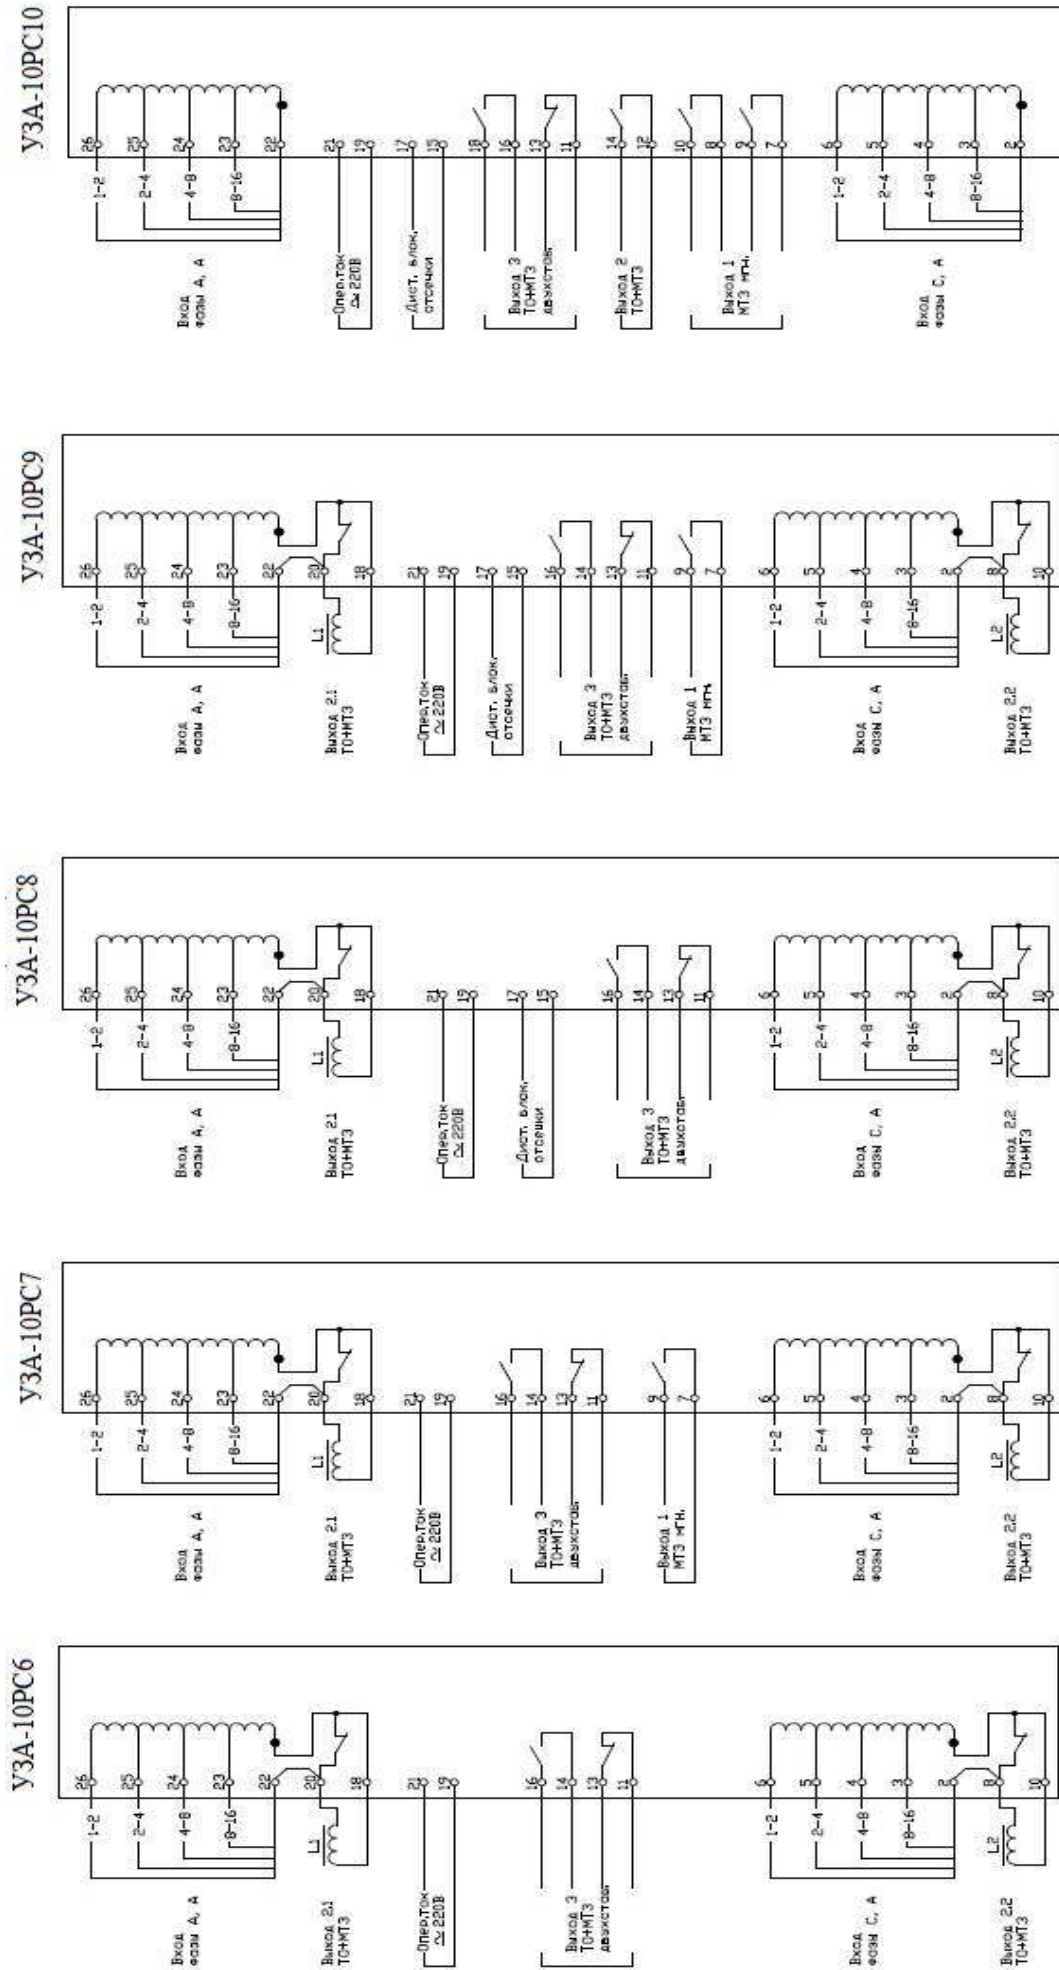 УЗА-10РС10
26
25
24
23
22
21
19
17
15
18
16
13
11
14
12
10
8
9
7
6
5
4
3
2
1-2
2-4
4-8
8-16
1-2
2-4
4-8
8-16
Вход
фазы А, А
Опер.ток
~ 220В
Дист. блок.
отсечки
Выход 3
ТО+МТЗ
двухстаб.
Выход 2
ТО+МТЗ
Выход 1
МТЗ мгн.
Вход
фазы С, А
УЗА-10РС9
26
25
24
23
22
20
18
21
19
17
15
16
14
13
11
9
7
6
5
4
3
2
8
10
1-2
2-4
4-8
8-16
L1
1-2
2-4
4-8
8-16
L2
Вход
фазы А, А
Выход 2.1
ТО+МТЗ
Опер.ток
~ 220В
Дист. блок.
отсечки
Выход 3
ТО+МТЗ
двухстаб.
Выход 1
МТЗ мгн.
Вход
фазы С, А
Выход 2.2
ТО+МТЗ
УЗА-10РС8
26
25
24
23
22
20
18
21
19
17
15
16
14
13
11
6
5
4
3
2
8
10
1-2
2-4
4-8
8-16
L1
1-2
2-4
4-8
8-16
L2
Вход
фазы А, А
Выход 2.1
ТО+МТЗ
Опер.ток
~ 220В
Дист. блок.
отсечки
Выход 3
ТО+МТЗ
двухстаб.
Вход
фазы С, А
Выход 2.2
ТО+МТЗ
УЗА-10РС7
26
25
24
23
22
20
18
21
19
16
14
13
11
9
7
6
5
4
3
2
8
10
1-2
2-4
4-8
8-16
L1
1-2
2-4
4-8
8-16
L2
Вход
фазы А, А
Выход 2.1
ТО+МТЗ
Опер.ток
~ 220В
Выход 3
ТО+МТЗ
двухстаб.
Выход 1
МТЗ мгн.
Вход
фазы С, А
Выход 2.2
ТО+МТЗ
УЗА-10РС6
26
25
24
23
22
20
18
21
19
16
14
13
11
6
5
4
3
2
8
10
1-2
2-4
4-8
8-16
L1
1-2
2-4
4-8
8-16
L2
Вход
фазы А, А
Выход 2.1
ТО+МТЗ
Опер.ток
~ 220В
Выход 3
ТО+МТЗ
двухстаб.
Вход
фазы С, А
Выход 2.2
ТО+МТЗ